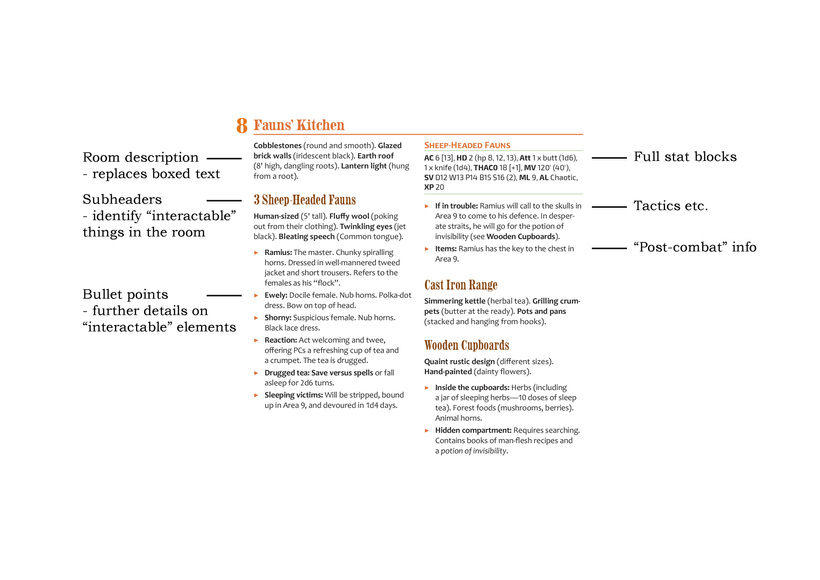 8 Fauns' Kitchen
Room description
- replaces boxed text
Subheaders
- identify “interactable”
things in the room
Bullet points
- further details on
“interactable” elements
Cobblestones (round and smooth). Glazed
brick walls (iridescent black). Earth roof
(8' high, dangling roots). Lantern light (hung
from a root).
3 Sheep-Headed Fauns
Human-sized (5' tall). Fluffy wool (poking
out from their clothing). Twinkling eyes (jet
black). Bleating speech (Common tongue).
► Ramius: The master. Chunky spiralling
horns. Dressed in well-mannered tweed
jacket and short trousers. Refers to the
females as his “flock”.
► Ewely: Docile female. Nub horns. Polka-dot
dress. Bow on top of head.
► Shorny: Suspicious female. Nub horns.
Black lace dress.
► Reaction: Act welcoming and twee,
offering PCs a refreshing cup of tea and
a crumpet. The tea is drugged.
► Drugged tea: Save versus spells or fall
asleep for 2d6 turns.
► Sleeping victims: Will be stripped, bound
up in Area 9, and devoured in 1d4 days.
Sheep-Headed Fauns
AC 6 [13], HD 2 (hp 8, 12, 13), Att 1 x butt (1d6),
1 x knife (1d4), THAC0 18 [+1], MV 120' (40'),
SV D12 W13 P14 B15 S16 (2), ML 9, AL Chaotic,
XP 20
► If in trouble: Ramius will call to the skulls in
Area 9 to come to his defence. In desper-
ate straits, he will go for the potion of
invisibility (see Wooden Cupboards).
► Items: Ramius has the key to the chest in
Area 9.
Cast Iron Range
Simmering kettle (herbal tea). Grilling crum-
pets (butter at the ready). Pots and pans
(stacked and hanging from hooks).
Wooden Cupboards
Quaint rustic design (different sizes).
Hand-painted (dainty flowers).
► Inside the cupboards: Herbs (including
a jar of sleeping herbs—10 doses of sleep
tea). Forest foods (mushrooms, berries).
Animal horns.
► Hidden compartment: Requires searching.
Contains books of man-flesh recipes and
a potion of invisibility.
Full stat blocks
Tactics etc.
“Post-combat” info